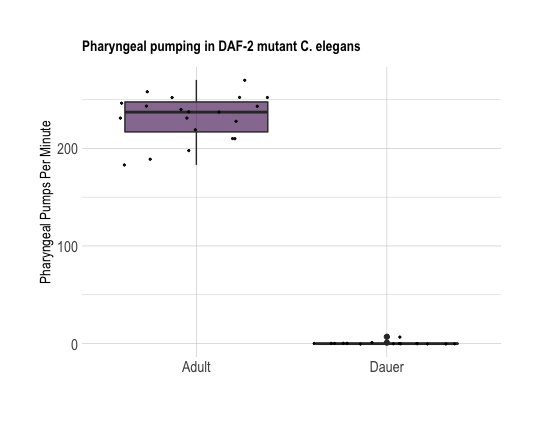 Pharyngeal pumping in DAF-2 mutant C. elegans
Pharyngeal Pumps Per Minute
200
100
0
Adult
Dauer